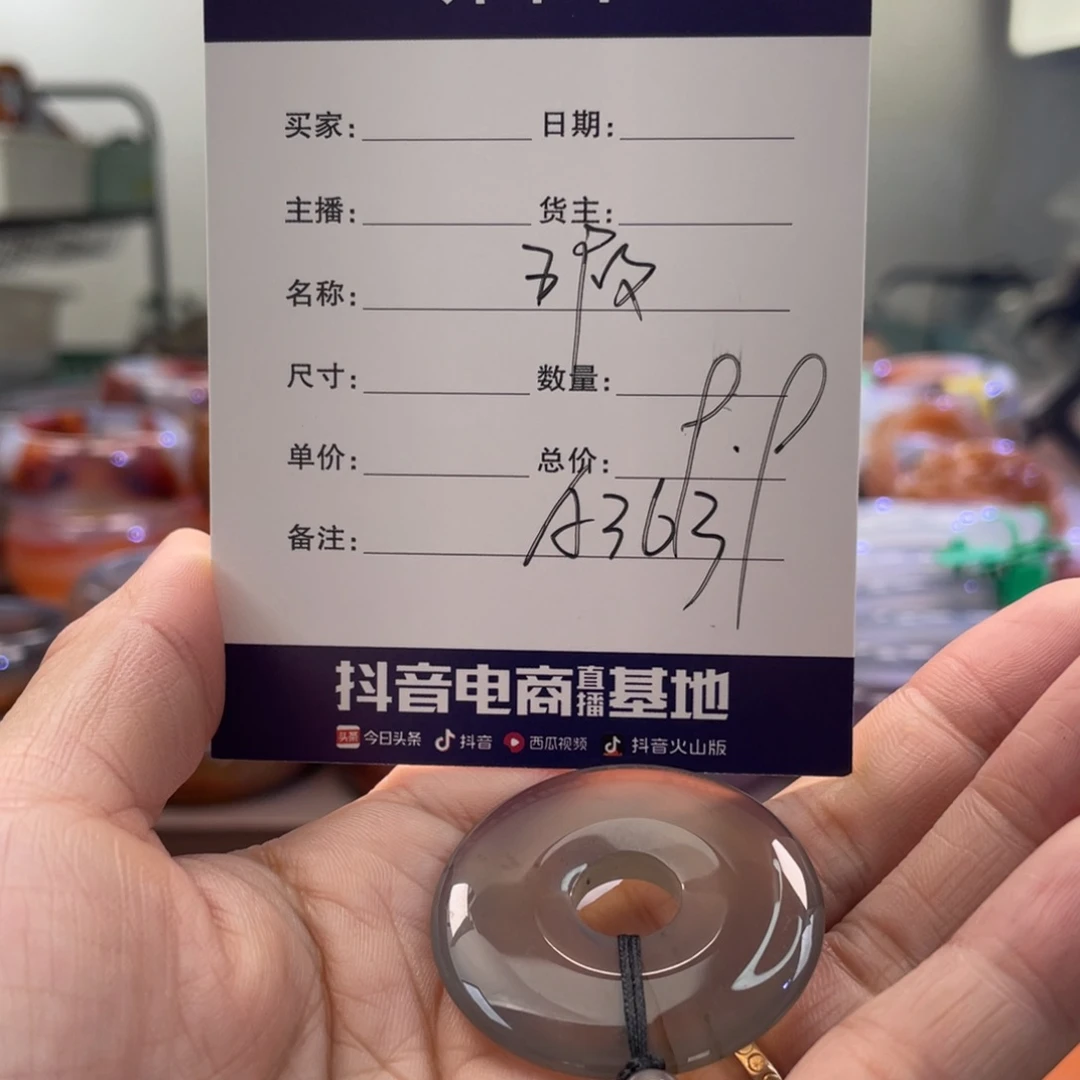 买家: 日期:
主播: 货主:
名称:
尺寸: 数量:
单价: 总价:
备注: A363
抖音电商直播基地
头条 今日头条 抖音 西瓜视频 抖音火山版